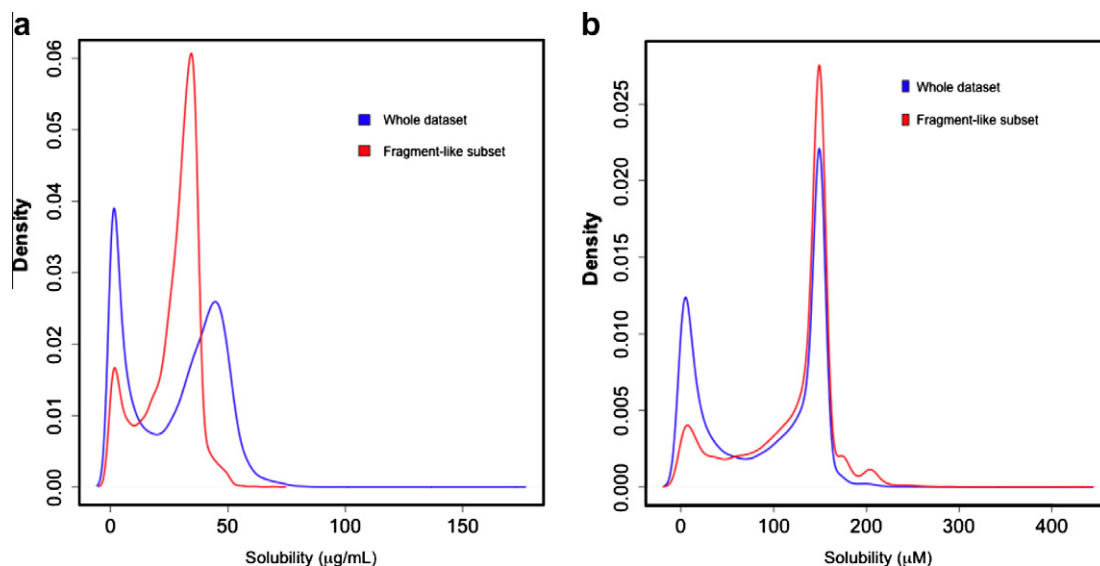 a
Density
0.00 0.01 0.02 0.03 0.04 0.05 0.06
Whole dataset
Fragment-like subset
0 50 100 150
Solubility (μg/mL)
b
Density
0.000 0.005 0.010 0.015 0.020 0.025
Whole dataset
Fragment-like subset
0 100 200 300 400
Solubility (μM)